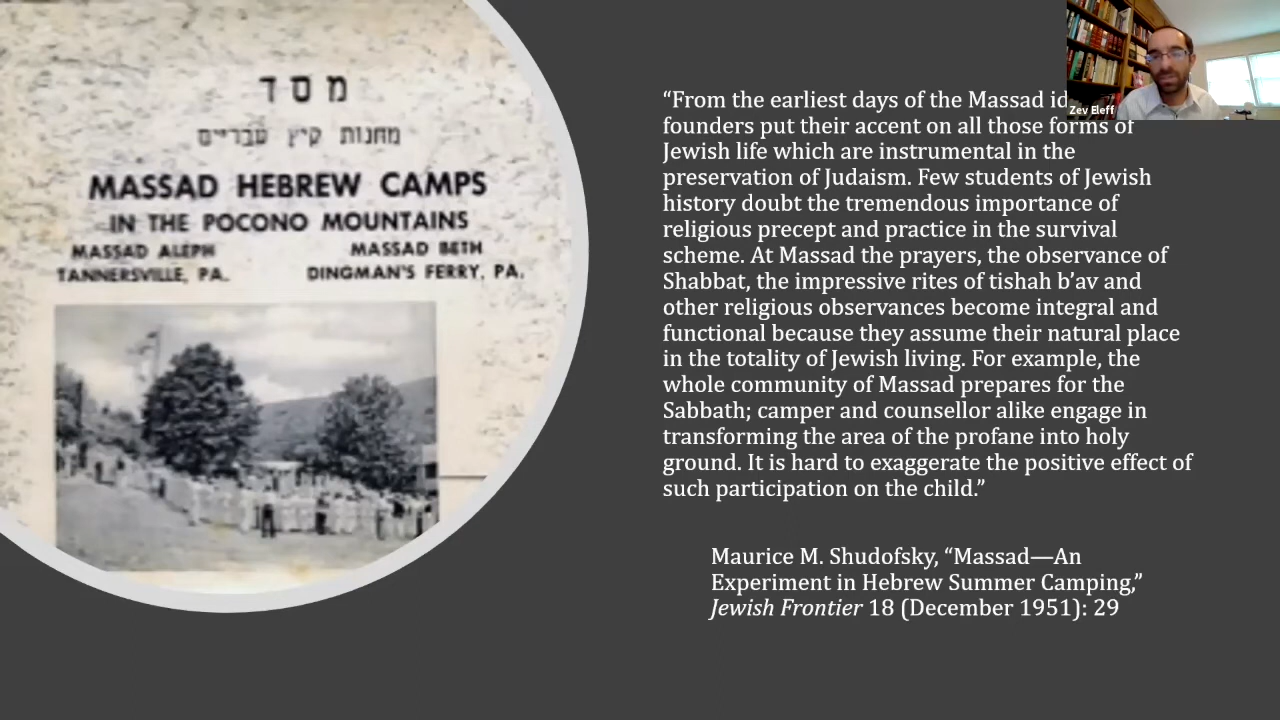 מסד
מחנות קיץ עבריים
MASSAD HEBREW CAMPS
IN THE POCONO MOUNTAINS
MASSAD ALEPH
TANNERSVILLE, PA.
MASSAD BETH
DINGMAN'S FERRY, PA.
“From the earliest days of the Massad
founders put their accent on all those forms of
Jewish life which are instrumental in the
preservation of Judaism. Few students of Jewish
history doubt the tremendous importance of
religious precept and practice in the survival
scheme. At Massad the prayers, the observance of
Shabbat, the impressive rites of tishah b’av and
other religious observances become integral and
functional because they assume their natural place
in the totality of Jewish living. For example, the
whole community of Massad prepares for the
Sabbath; camper and counsellor alike engage in
transforming the area of the profane into holy
ground. It is hard to exaggerate the positive effect of
such participation on the child.”
Maurice M. Shudofsky, “Massad—An
Experiment in Hebrew Summer Camping,”
Jewish Frontier 18 (December 1951): 29
Zev Eleff